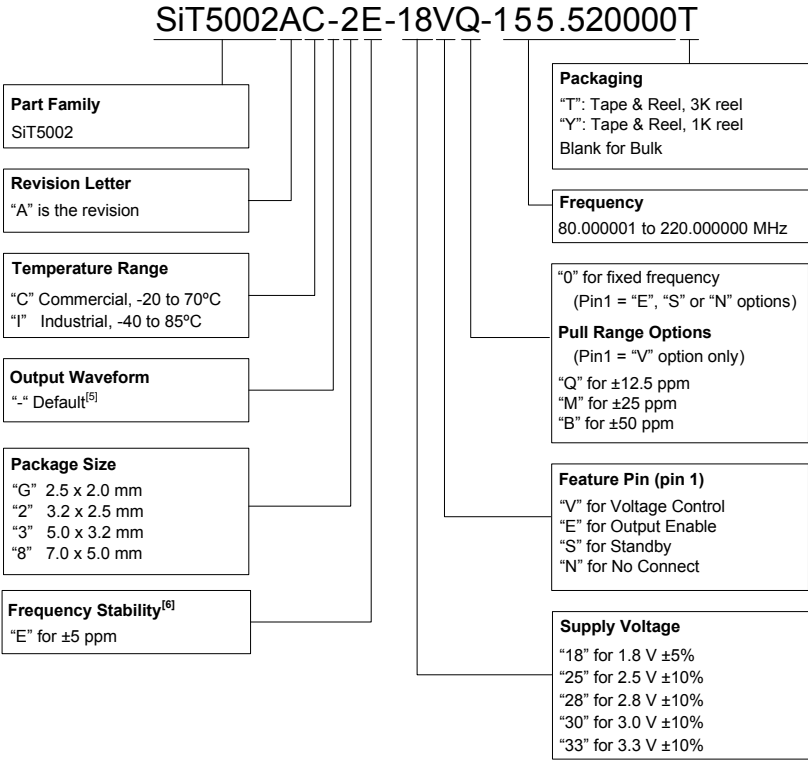 SiT5002AC-2E-18VQ-155.520000T
Part Family
SiT5002
Revision Letter
“A” is the revision
Temperature Range
“C” Commercial, -20 to 70ºC
“I” Industrial, -40 to 85ºC
Output Waveform
“-“ Default[5]
Package Size
“G” 2.5 x 2.0 mm
“2” 3.2 x 2.5 mm
“3” 5.0 x 3.2 mm
“8” 7.0 x 5.0 mm
Frequency Stability[6]
“E” for ±5 ppm
Packaging
“T”: Tape & Reel, 3K reel
“Y”: Tape & Reel, 1K reel
Blank for Bulk
Frequency
80.000001 to 220.000000 MHz
“0” for fixed frequency
(Pin1 = “E”, “S” or “N” options)
Pull Range Options
(Pin1 = “V” option only)
“Q” for ±12.5 ppm
“M” for ±25 ppm
“B” for ±50 ppm
Feature Pin (pin 1)
“V” for Voltage Control
“E” for Output Enable
“S” for Standby
“N” for No Connect
Supply Voltage
“18” for 1.8 V ±5%
“25” for 2.5 V ±10%
“28” for 2.8 V ±10%
“30” for 3.0 V ±10%
“33” for 3.3 V ±10%